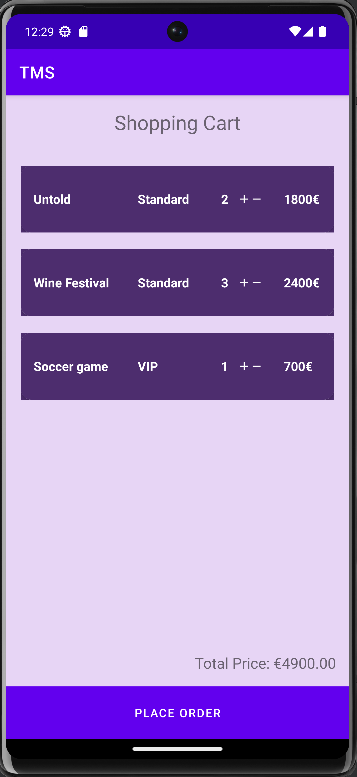 12:29
TMS
Shopping Cart
Untold Standard 2 + − 1800€
Wine Festival Standard 3 + − 2400€
Soccer game VIP 1 + − 700€
Total Price: €4900.00
PLACE ORDER